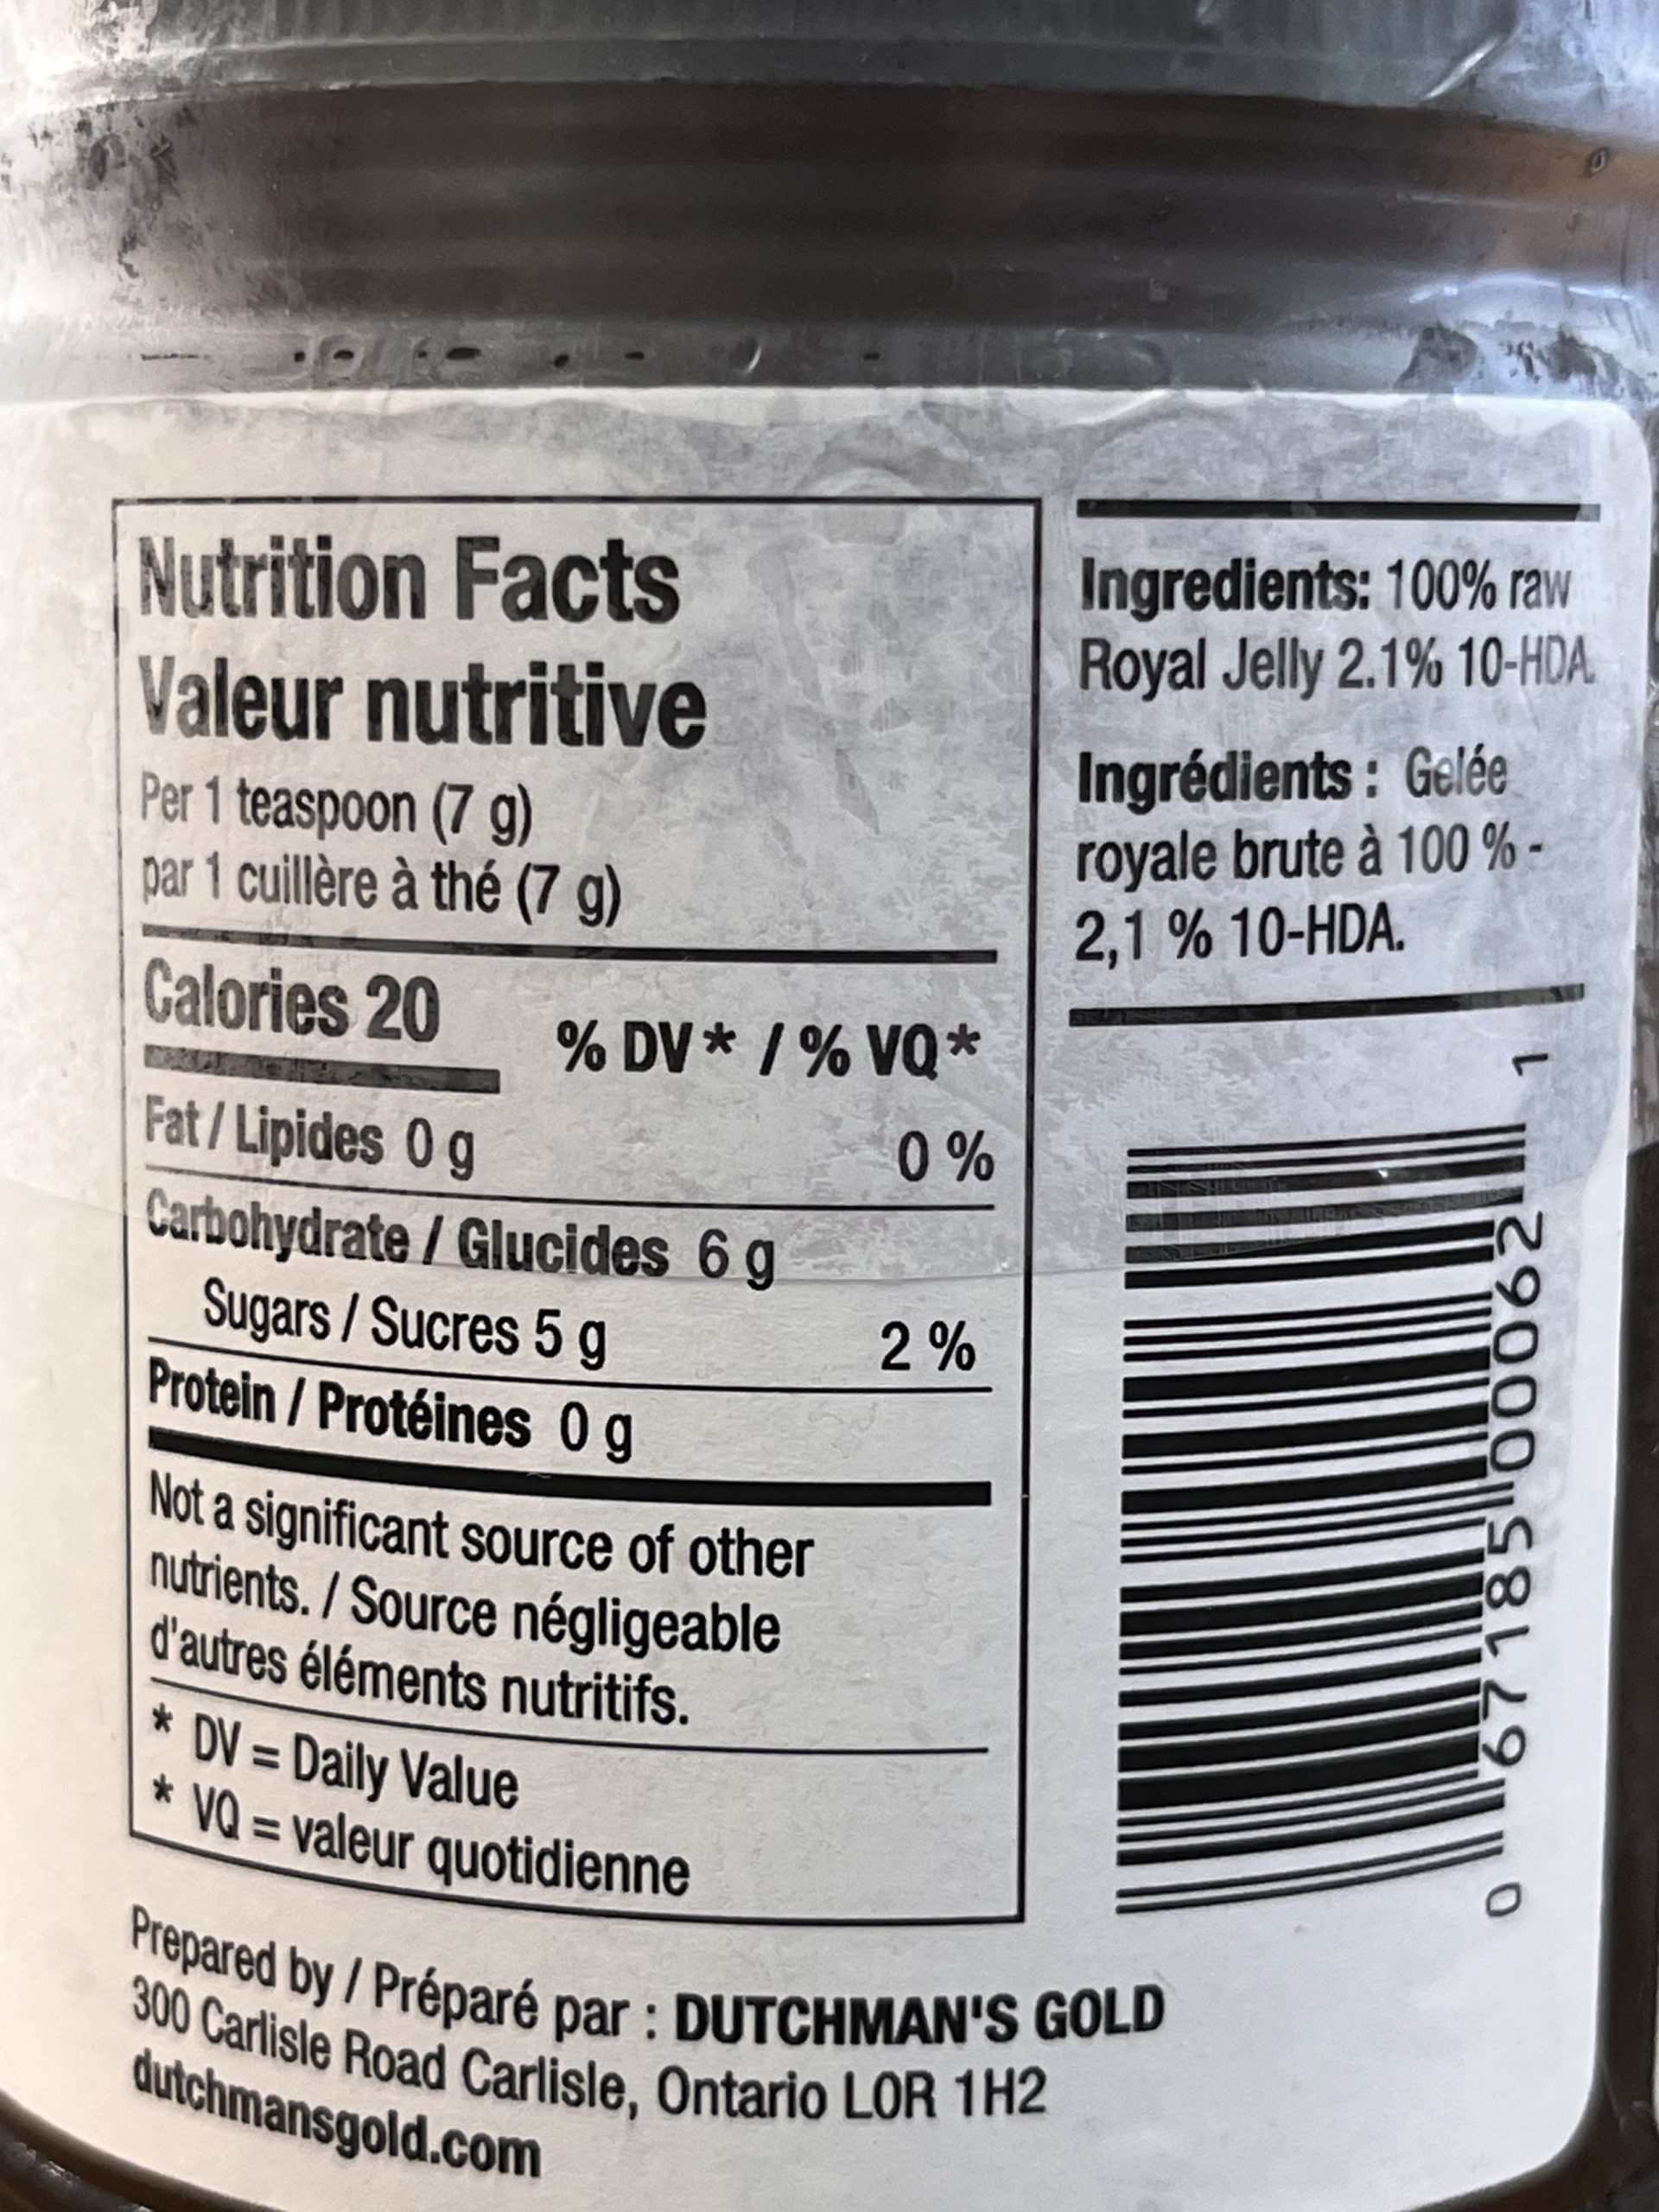 Nutrition Facts
Valeur nutritive
Per 1 teaspoon (7 g)
par 1 cuillère à thé (7 g)
Calories 20
% DV* / % VQ*
Fat / Lipides 0 g 0 %
Carbohydrate / Glucides 6 g
Sugars / Sucres 5 g 2 %
Protein / Protéines 0 g
Not a significant source of other
nutrients. / Source négligeable
d'autres éléments nutritifs.
* DV = Daily Value
* VQ = valeur quotidienne
Prepared by / Préparé par : DUTCHMAN'S GOLD
300 Carlisle Road Carlisle, Ontario L0R 1H2
dutchmansgold.com
Ingredients: 100% raw
Royal Jelly 2.1% 10-HDA.
Ingrédients : Gelée
royale brute à 100 % -
2,1 % 10-HDA.
0 67185 00062 1